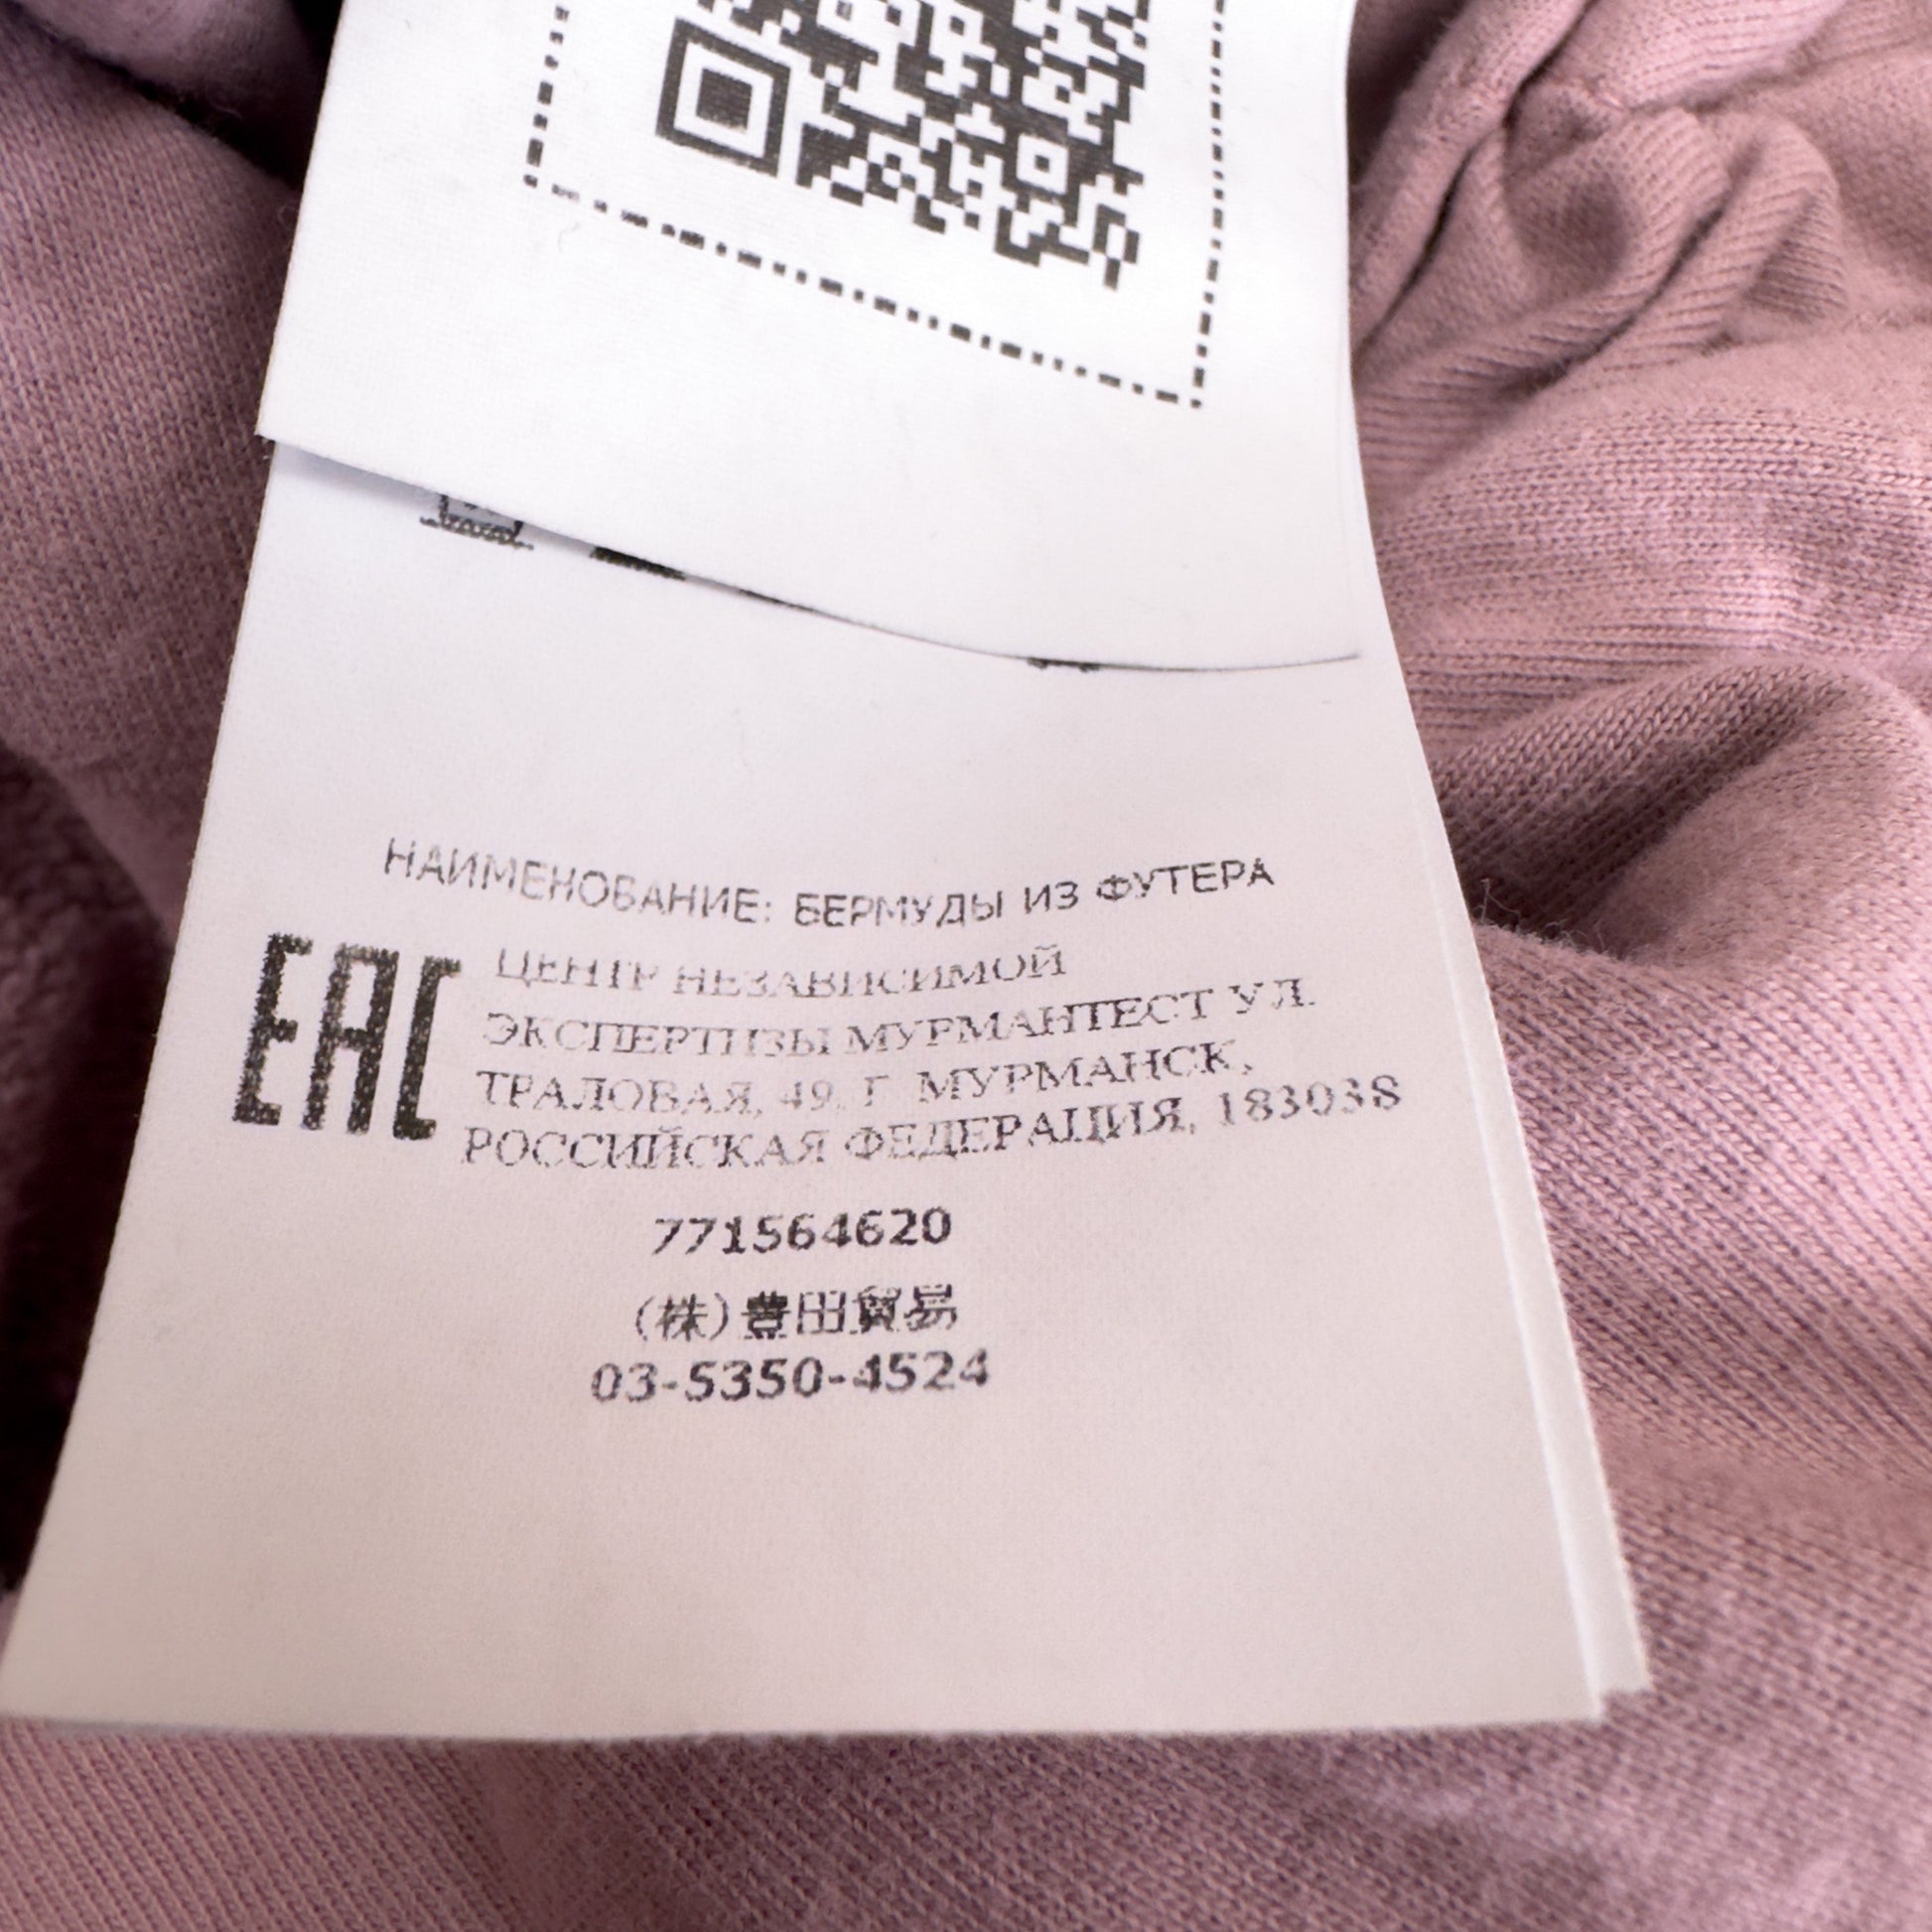 НАИМЕНОВАНИЕ: БЕРМУДЫ ИЗ ФУТЕРА
EAC
ЦЕНТР НЕЗАВИСИМОЙ
ЭКСПЕРТИЗЫ МУРМАНТЕСТ УЛ.
ТРАЛОВАЯ, 49, Г. МУРМАНСК,
РОССИЙСКАЯ ФЕДЕРАЦИЯ, 183038
771564620
(株)豊田貿易
03-5350-4524